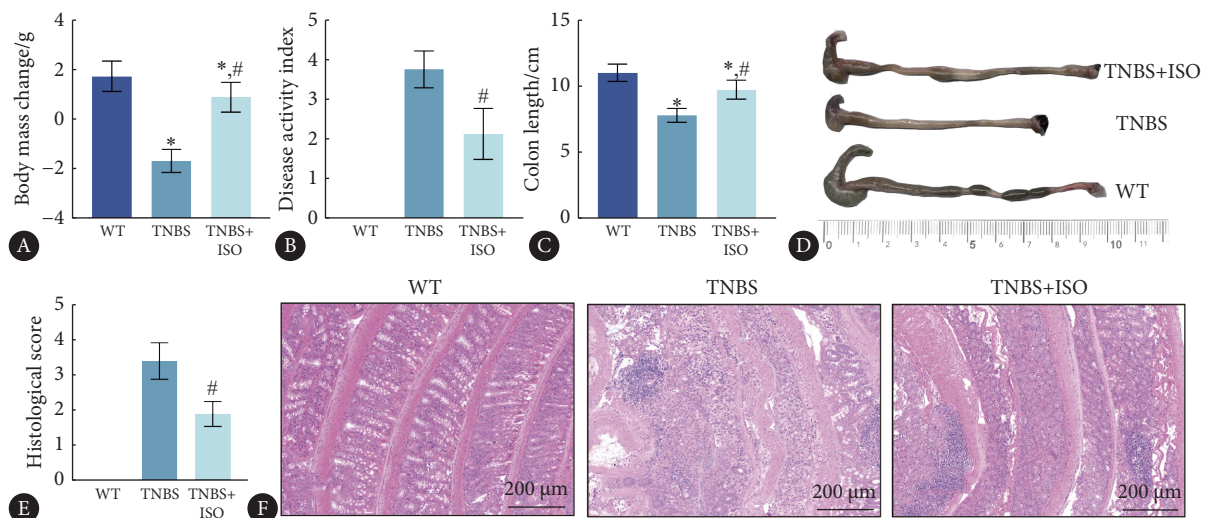 A
Body mass change/g
4
2
0
−2
−4
*
*,#
WT
TNBS
TNBS+
ISO
B
Disease activity index
5
4
3
2
1
0
#
WT
TNBS
TNBS+
ISO
C
Colon length/cm
15
10
5
0
*
*,#
WT
TNBS
TNBS+
ISO
D
TNBS+ISO
TNBS
WT
0 1 2 3 4 5 6 7 8 9 10 11
E
Histological score
5
4
3
2
1
0
#
WT
TNBS
TNBS+
ISO
F
WT
200 μm
TNBS
200 μm
TNBS+ISO
200 μm